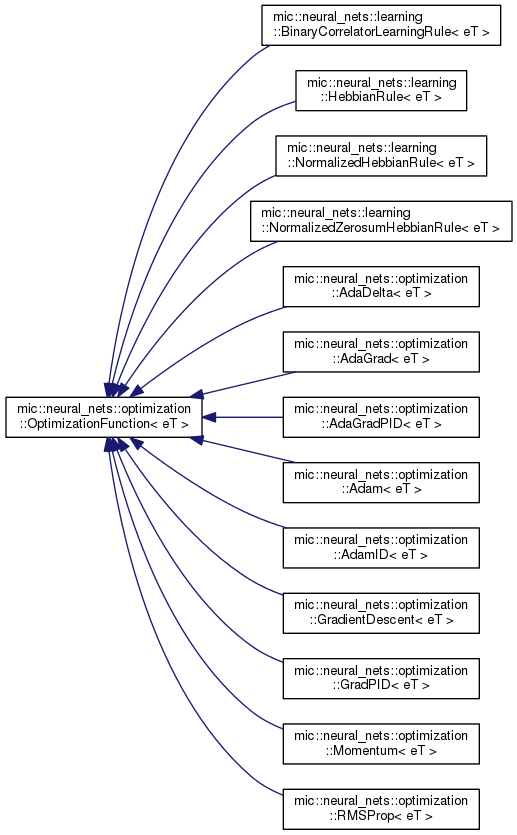 mic::neural_nets::learning
::BinaryCorrelatorLearningRule< eT >
mic::neural_nets::learning
::HebbianRule< eT >
mic::neural_nets::learning
::NormalizedHebbianRule< eT >
mic::neural_nets::learning
::NormalizedZerosumHebbianRule< eT >
mic::neural_nets::optimization
::AdaDelta< eT >
mic::neural_nets::optimization
::AdaGrad< eT >
mic::neural_nets::optimization
::OptimizationFunction< eT >
mic::neural_nets::optimization
::AdaGradPID< eT >
mic::neural_nets::optimization
::Adam< eT >
mic::neural_nets::optimization
::AdamID< eT >
mic::neural_nets::optimization
::GradientDescent< eT >
mic::neural_nets::optimization
::GradPID< eT >
mic::neural_nets::optimization
::Momentum< eT >
mic::neural_nets::optimization
::RMSProp< eT >